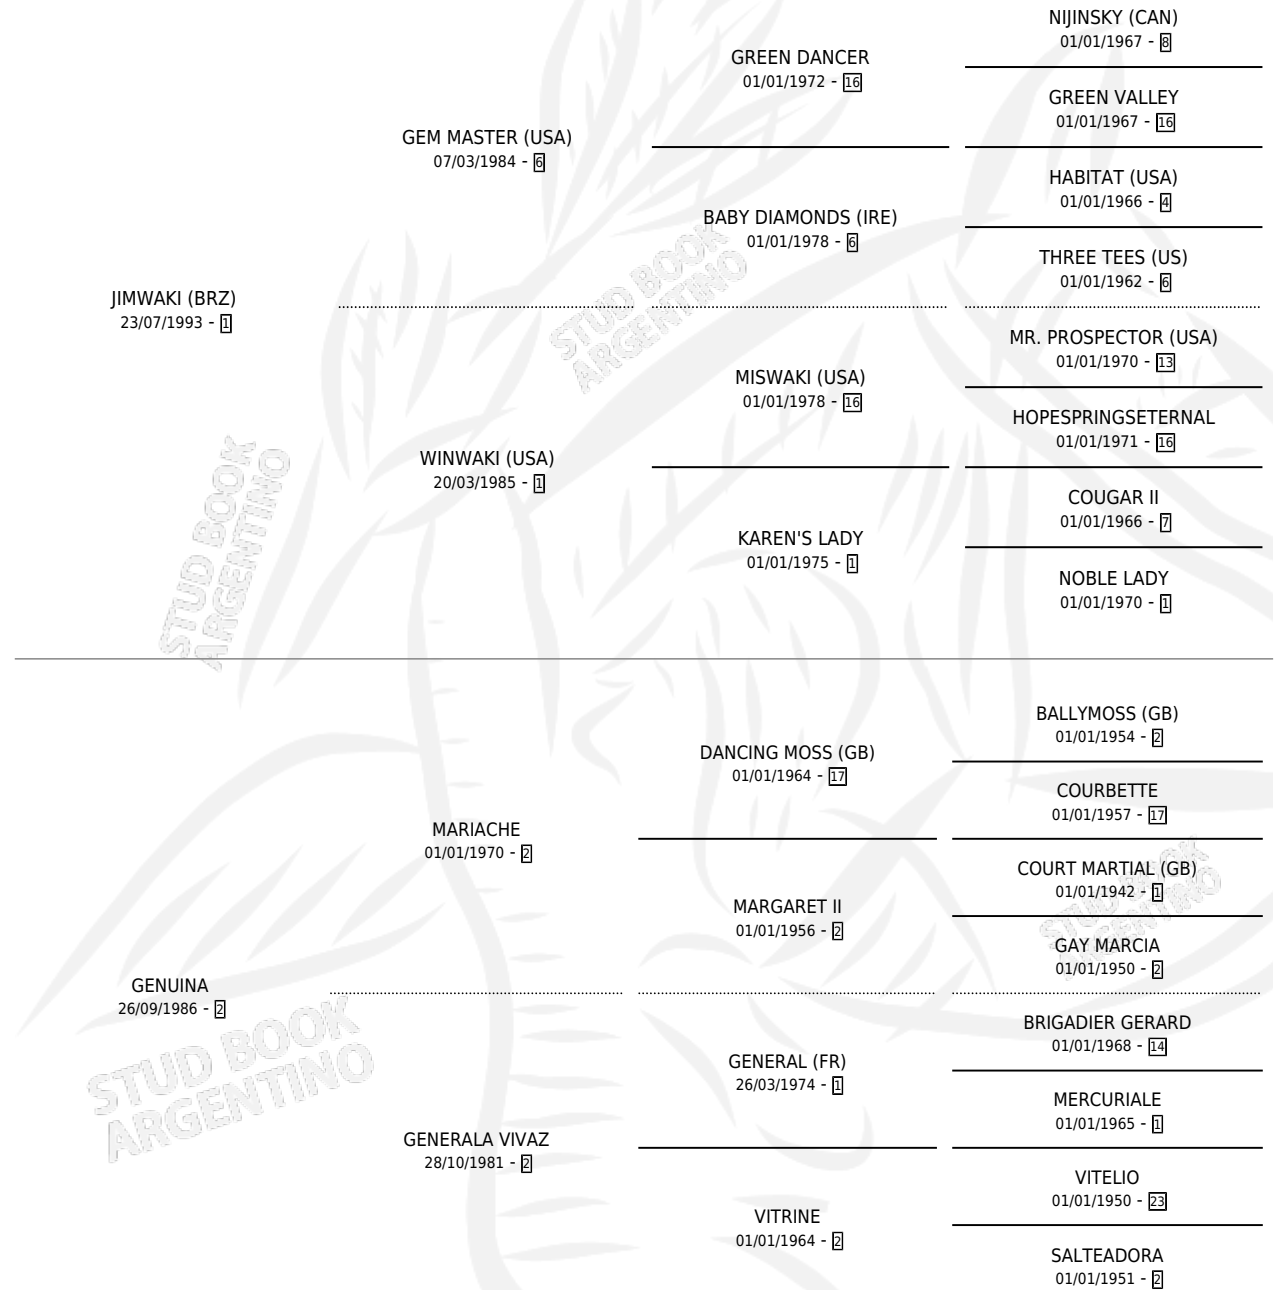 NIJINSKY (CAN)
01/01/1967 - 8
GREEN DANCER
01/01/1972 - 16
GREEN VALLEY
01/01/1967 - 16
GEM MASTER (USA)
07/03/1984 - 6
HABITAT (USA)
01/01/1966 - 4
BABY DIAMONDS (IRE)
01/01/1978 - 6
THREE TEES (US)
01/01/1962 - 6
JIMWAKI (BRZ)
23/07/1993 - 1
STUD BOOK
ARGENTINO
MR. PROSPECTOR (USA)
01/01/1970 - 13
MISWAKI (USA)
01/01/1978 - 16
HOPESPRINGSETERNAL
01/01/1971 - 16
WINWAKI (USA)
20/03/1985 - 1
COUGAR II
01/01/1966 - 7
KAREN'S LADY
01/01/1975 - 1
NOBLE LADY
01/01/1970 - 1
STUD BOOK
ARGENTINO
BALLYMOSS (GB)
01/01/1954 - 2
DANCING MOSS (GB)
01/01/1964 - 17
COURBETTE
01/01/1957 - 17
MARIACHE
01/01/1970 - 2
COURT MARTIAL (GB)
01/01/1942 - 1
MARGARET II
01/01/1956 - 2
GAY MARCIA
01/01/1950 - 2
STUD BOOK
ARGENTINO
GENUINA
26/09/1986 - 2
BRIGADIER GERARD
01/01/1968 - 14
GENERAL (FR)
26/03/1974 - 1
MERCURIALE
01/01/1965 - 1
STUD BOOK
ARGENTINO
GENERALA VIVAZ
28/10/1981 - 2
VITELIO
01/01/1950 - 23
VITRINE
01/01/1964 - 2
SALTEADORA
01/01/1951 - 2